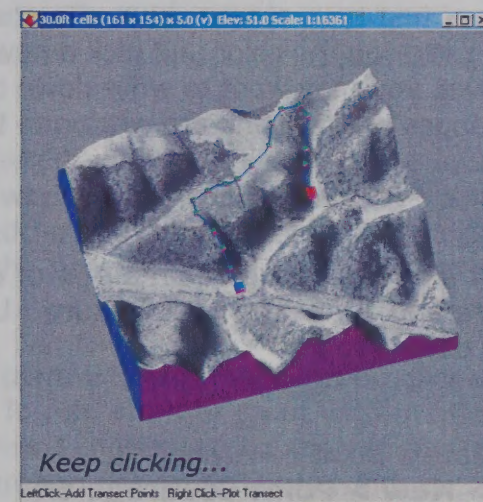 30.0ft cells (161 x 154) x 5.0 (v) Elev: 51.0 Scale: 1:16361
Keep clicking...
LeftClick-Add Transect Points Right Click-Plot Transect